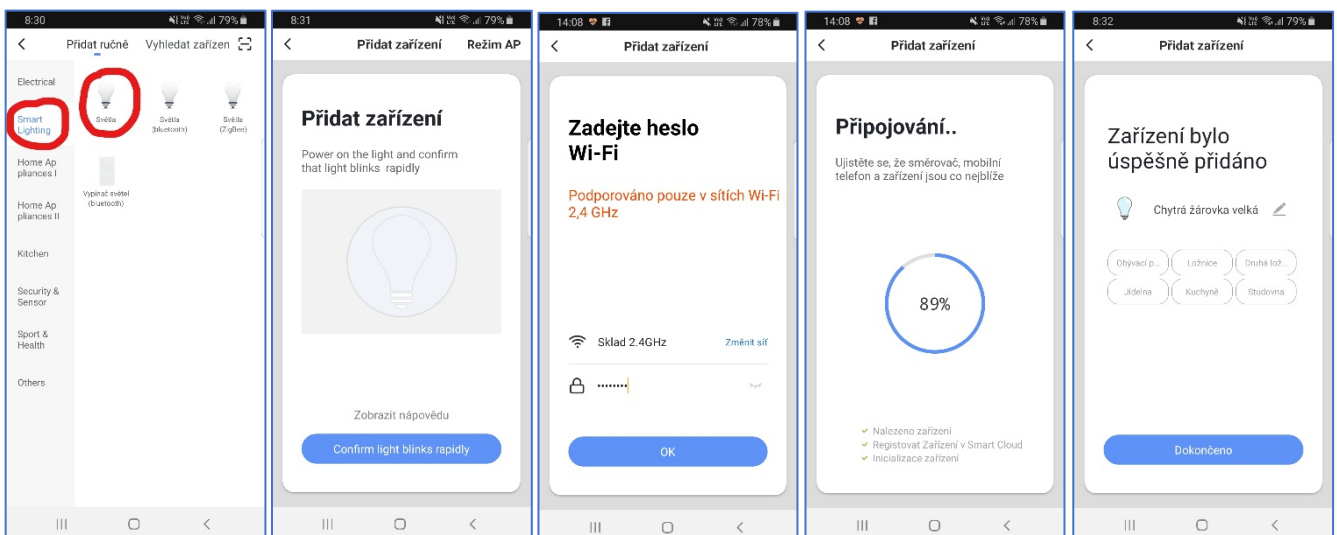 8:30
79%
Přidat ručně Vyhledat zařízen
Electrical
Smart
Lighting
Home Ap
pliances I
Home Ap
pliances II
Kitchen
Security &
Sensor
Sport &
Health
Others
Světla
Světla
(bluetooth)
Světla
(ZigBee)
Vypínač světel
(bluetooth)
8:31
79%
Přidat zařízení Režim AP
Přidat zařízení
Power on the light and confirm
that light blinks rapidly
Zobrazit nápovědu
Confirm light blinks rapidly
14:08
78%
Přidat zařízení
Zadejte heslo
Wi-Fi
Podporováno pouze v sítích Wi-Fi
2,4 GHz
Sklad 2.4GHz Změnit síť
••••••••
OK
14:08
78%
Přidat zařízení
Připojování..
Ujistěte se, že směrovač, mobilní
telefon a zařízení jsou co nejblíže
89%
Nalezeno zařízení
Registovat Zařízení v Smart Cloud
Inicializace zařízení
8:32
79%
Přidat zařízení
Zařízení bylo
úspěšně přidáno
Chytrá žárovka velká
Obývací p... Ložnice Druhá lož...
Jídelna Kuchyně Studovna
Dokončeno